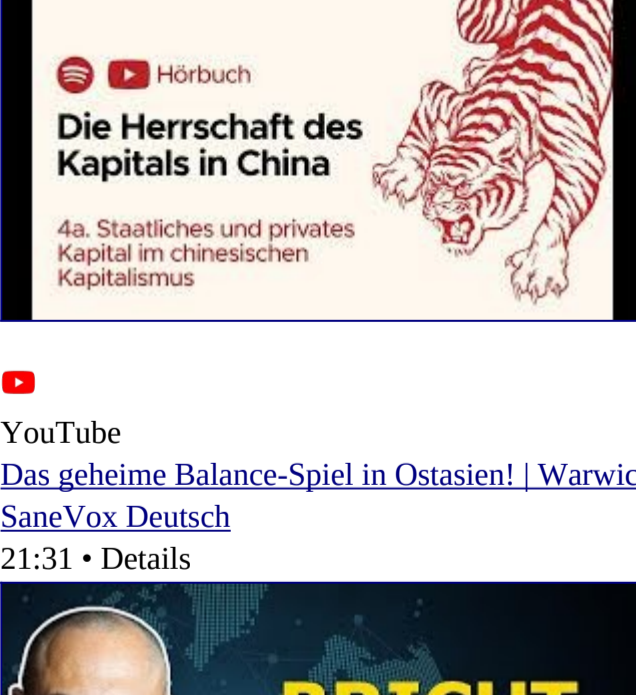 Hörbuch
Die Herrschaft des
Kapitals in China
4a. Staatliches und privates
Kapital im chinesischen
Kapitalismus
YouTube
Das geheime Balance-Spiel in Ostasien! | Warwic
SaneVox Deutsch
21:31 • Details